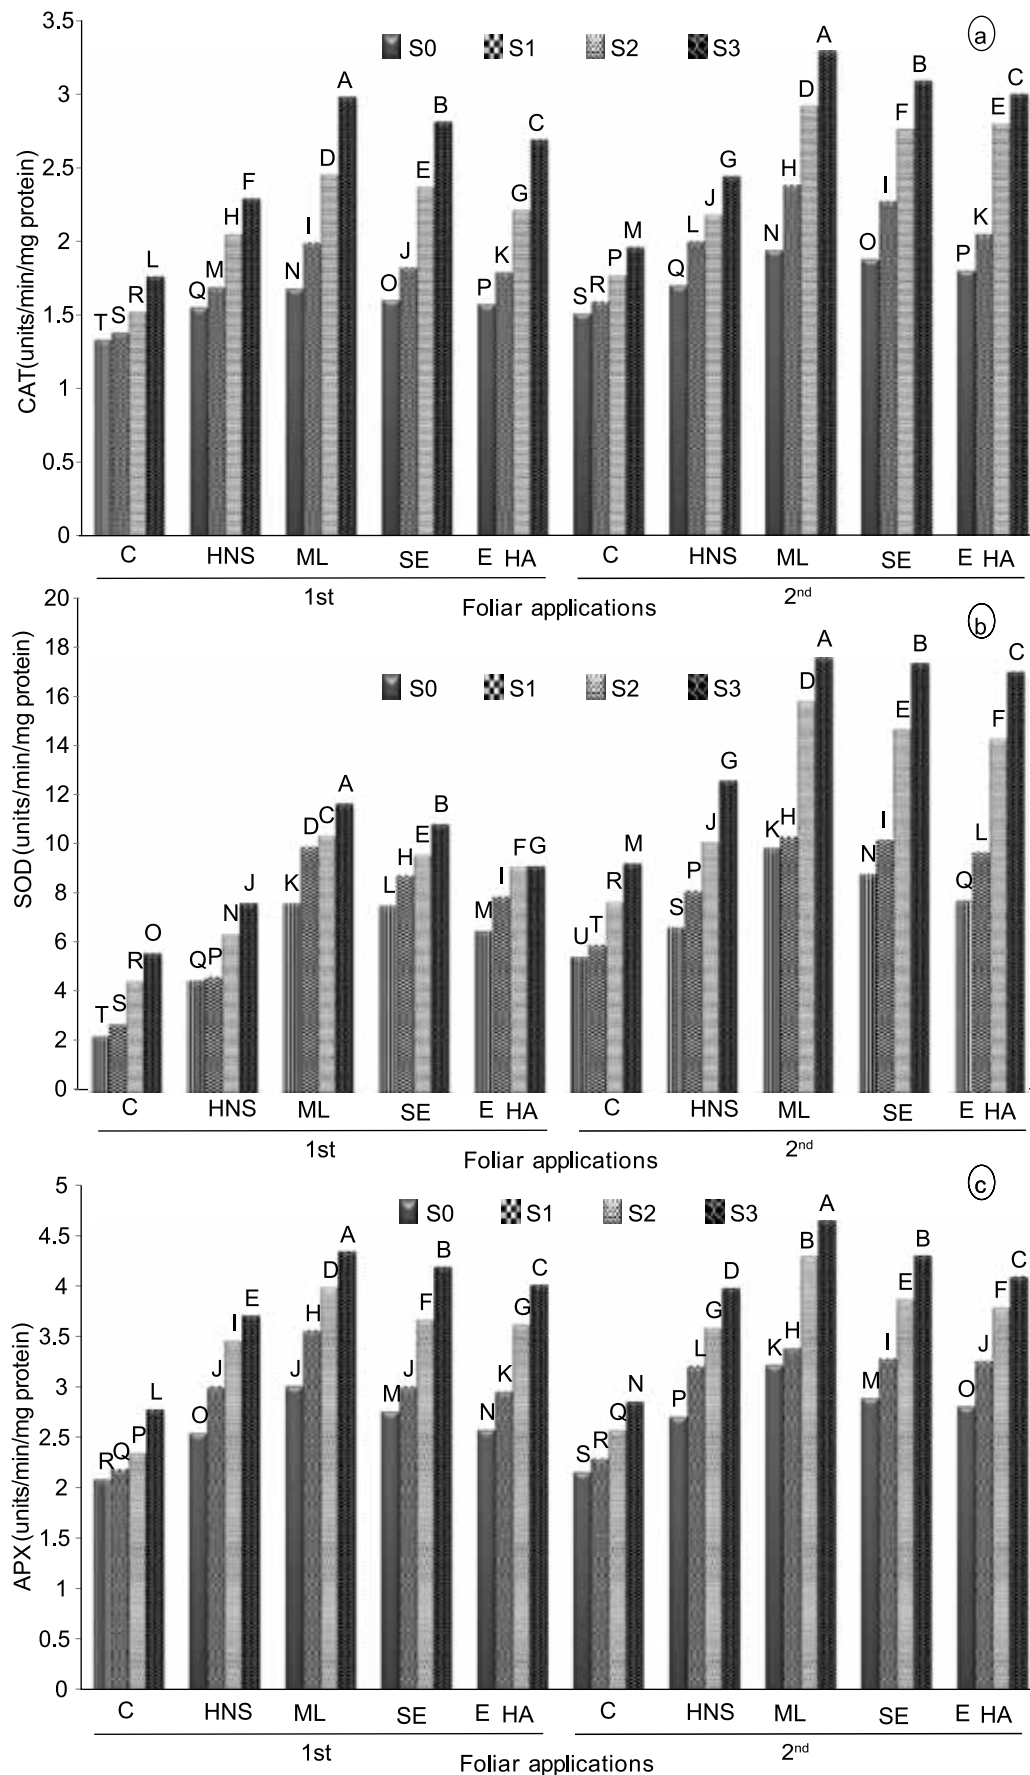 3.5
S0 S1 S2 S3
a
3
2.5
2
1.5
1
0.5
0
CAT(units/min/mg protein)
T S R L Q M H F N I D A O J E B P K G C S R P M Q L J G N H D A O I F B P K E C
C HNS ML SE E HA C HNS ML SE E HA
1st 2nd
Foliar applications
20
b
18
16
S0 S1 S2 S3
14
12
10
8
6
4
2
0
SOD (units/min/mg protein)
T S R O Q P N J K D C A L H E B M I F G U T R M S P J G K H D A N I E B Q L F C
C HNS ML SE E HA C HNS ML SE E HA
1st 2nd
Foliar applications
5
c
S0 S1 S2 S3
4.5
4
3.5
3
2.5
2
1.5
1
0.5
0
APX (units/min/mg protein)
R Q P L O J I E J H D A M J F B N K G C S R Q N P L G D K H B A M I E B O J F C
C HNS ML SE E HA C HNS ML SE E HA
1st 2nd
Foliar applications